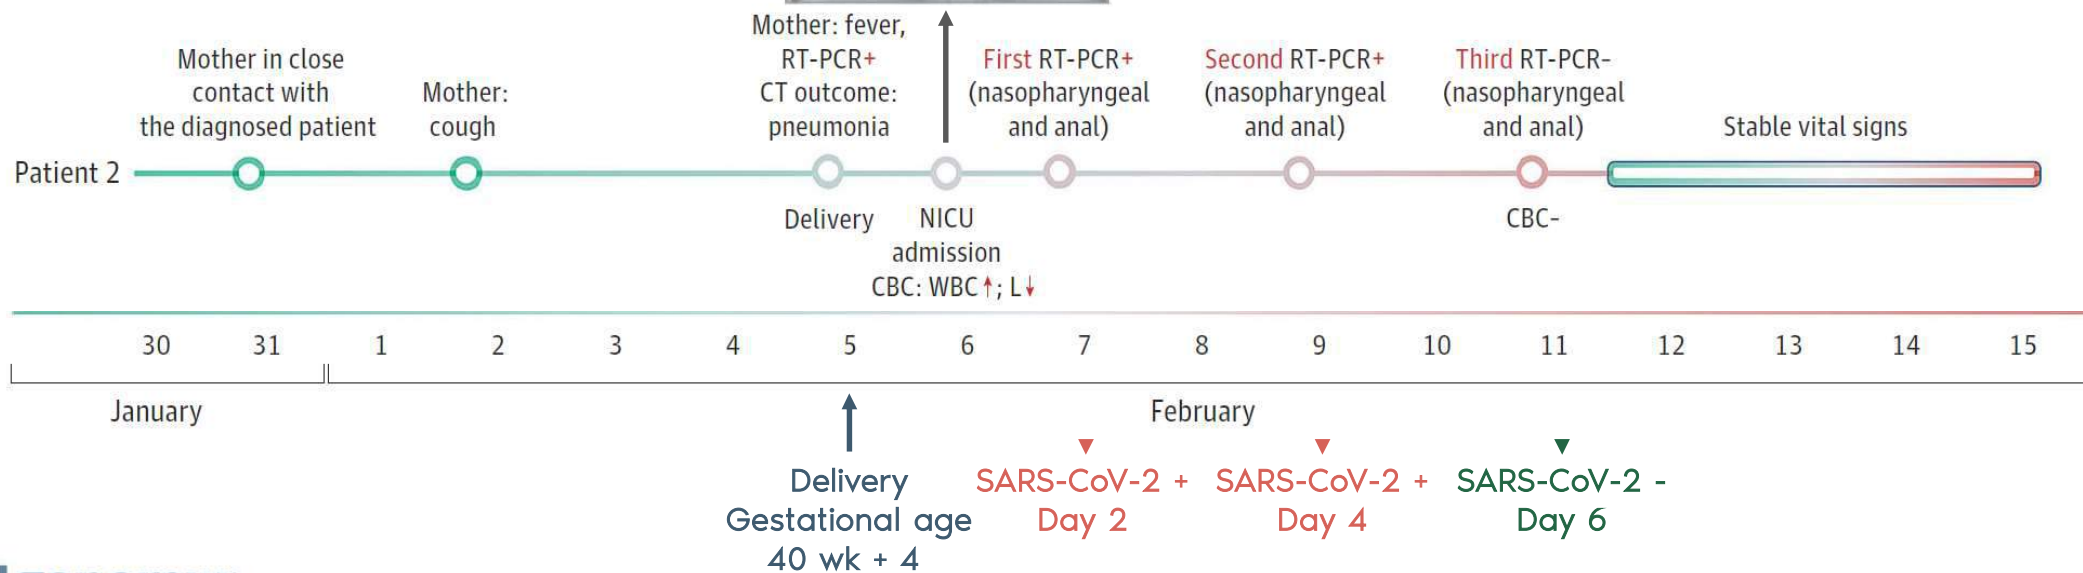 Mother in close
contact with
the diagnosed patient
Mother:
cough
Mother: fever,
RT-PCR+
CT outcome:
pneumonia
First RT-PCR+
(nasopharyngeal
and anal)
Second RT-PCR+
(nasopharyngeal
and anal)
Third RT-PCR–
(nasopharyngeal
and anal)
Stable vital signs
Patient 2
Delivery
NICU
admission
CBC: WBC↑; L↓
CBC–
30 31 1 2 3 4 5 6 7 8 9 10 11 12 13 14 15
January
February
Delivery
Gestational age
40 wk + 4
SARS-CoV-2 +
Day 2
SARS-CoV-2 +
Day 4
SARS-CoV-2 -
Day 6